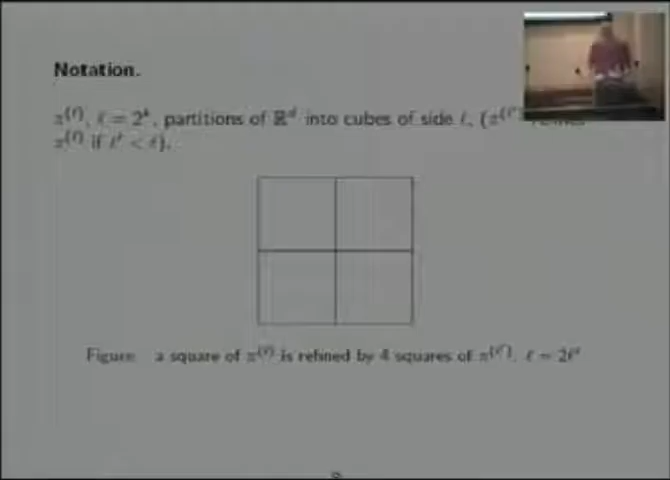 Notation.
π^(ℓ), ℓ = 2^k, partitions of ℝ^d into cubes of side ℓ, (π^(ℓ')
π^(ℓ) if ℓ' < ℓ).
Figure a square of π^(ℓ) is refined by 4 squares of π^(ℓ'), ℓ = 2ℓ'